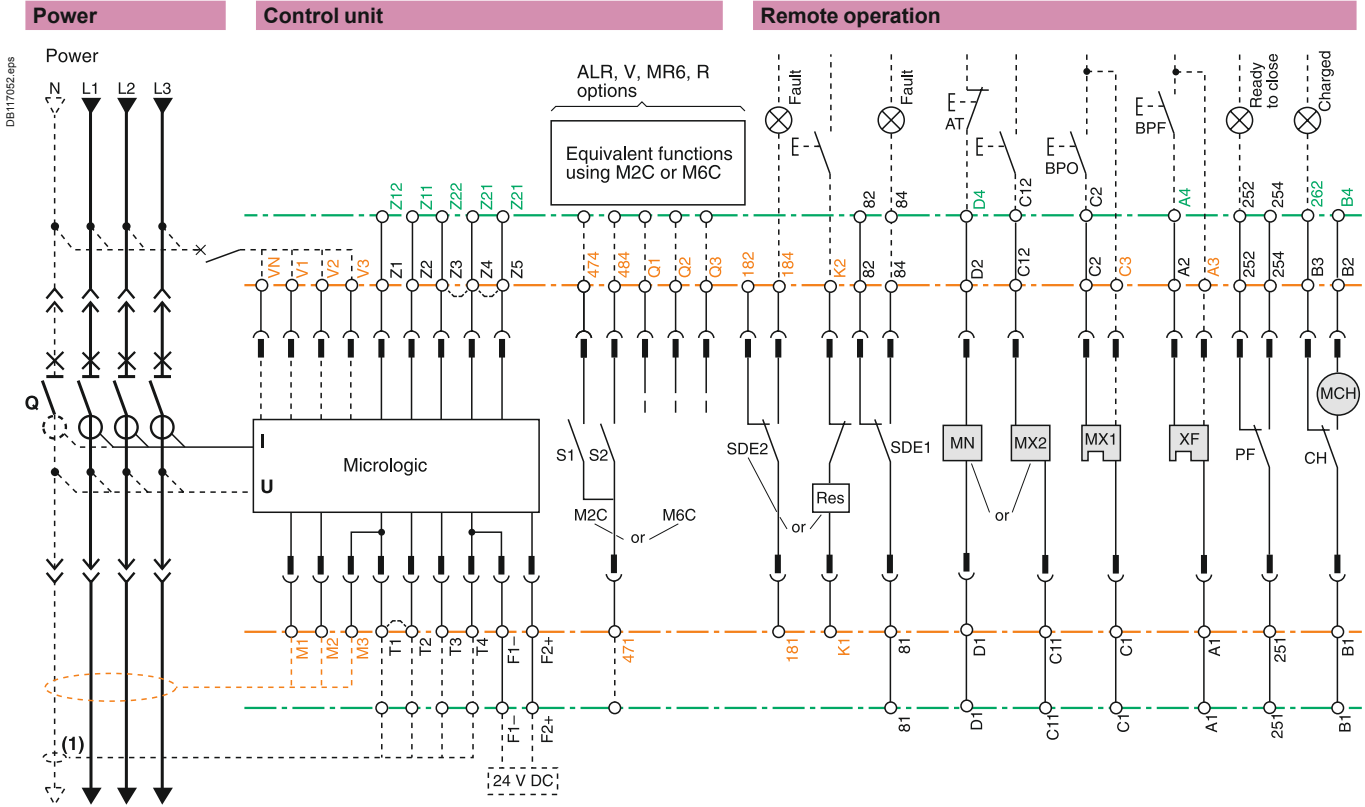 Power
Control unit
Remote operation
DB117052.eps
Power
N L1 L2 L3
ALR, V, MR6, R
options
Equivalent functions
using M2C or M6C
Fault
Fault
AT
BPO
BPF
Ready
to close
Charged
Z12 Z11 Z22 Z21 Z21
82 84 D4 C12 C2 A4 252 254 262 B4
VN V1 V2 V3 Z1 Z2 Z3 Z4 Z5 474 484 Q1 Q2 Q3 182 184 K2 82 84 D2 C12 C2 C3 A2 A3 252 254 B3 B2
Q
I
U
Micrologic
S1 S2
M2C or M6C
SDE2
or
Res
SDE1
MN
or
MX2
MX1
XF
PF
CH
MCH
M1 M2 M3 T1 T2 T3 T4 F1– F2+ 471 181 K1 81 D1 C11 C1 A1 251 B1
F1– F2+ 81 D1 C11 C1 A1 251 B1
(1)
24 V DC